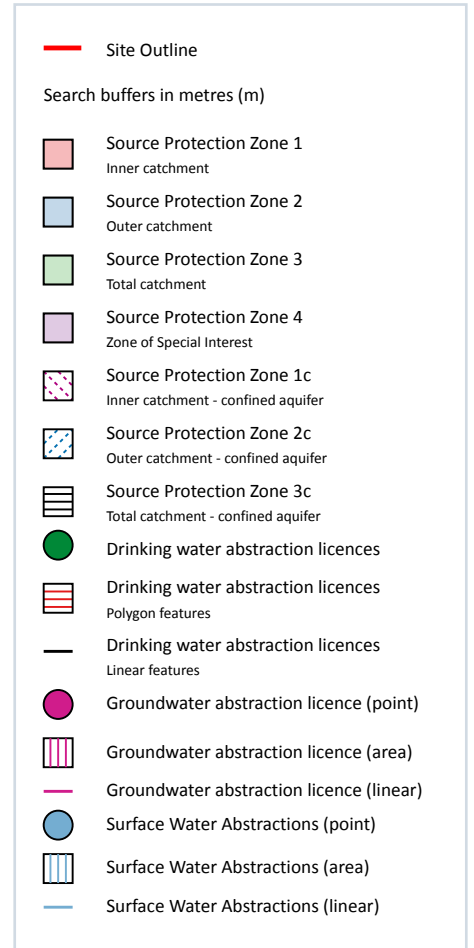 Site Outline
Search buffers in metres (m)
Source Protection Zone 1
Inner catchment
Source Protection Zone 2
Outer catchment
Source Protection Zone 3
Total catchment
Source Protection Zone 4
Zone of Special Interest
Source Protection Zone 1c
Inner catchment - confined aquifer
Source Protection Zone 2c
Outer catchment - confined aquifer
Source Protection Zone 3c
Total catchment - confined aquifer
Drinking water abstraction licences
Drinking water abstraction licences
Polygon features
Drinking water abstraction licences
Linear features
Groundwater abstraction licence (point)
Groundwater abstraction licence (area)
Groundwater abstraction licence (linear)
Surface Water Abstractions (point)
Surface Water Abstractions (area)
Surface Water Abstractions (linear)